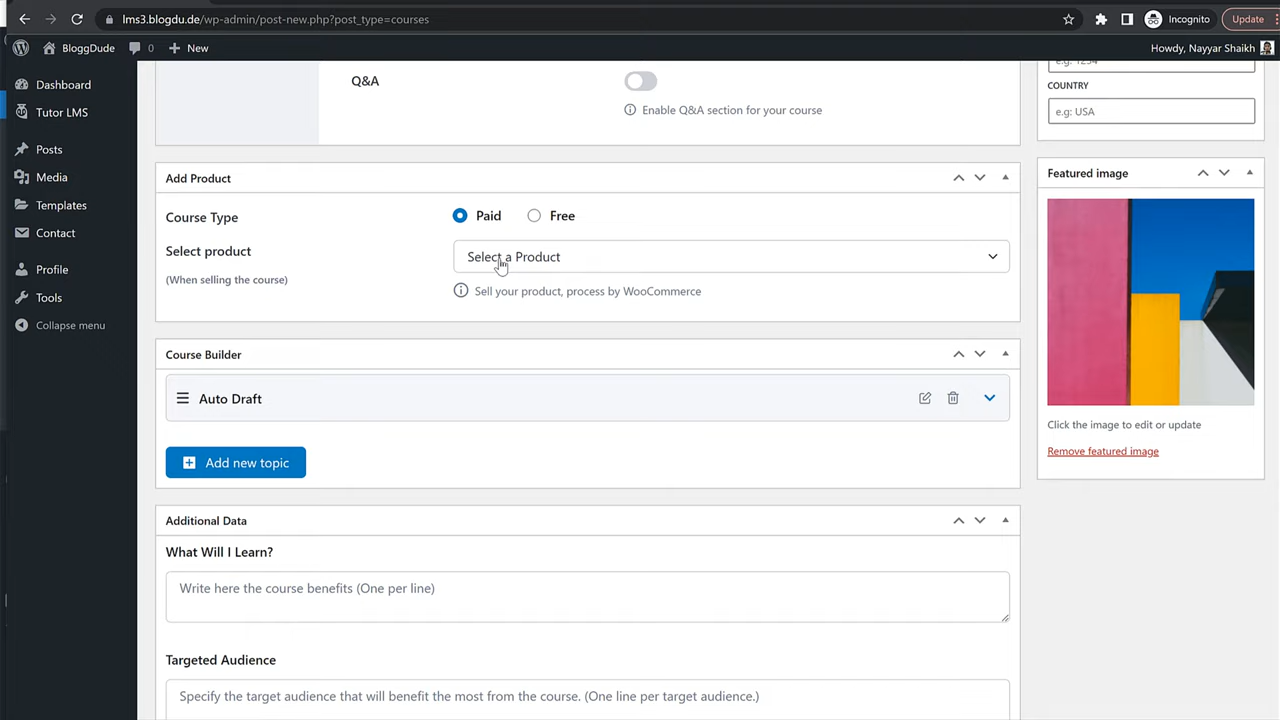 lms3.blogdu.de/wp-admin/post-new.php?post_type=courses
Incognito
Update
BloggDude
0
New
Howdy, Nayyar Shaikh
Dashboard
Tutor LMS
Posts
Media
Templates
Contact
Profile
Tools
Collapse menu
Q&A
Enable Q&A section for your course
Add Product
Course Type
Paid
Free
Select product
Select a Product
(When selling the course)
Sell your product, process by WooCommerce
Course Builder
Auto Draft
Add new topic
Additional Data
What Will I Learn?
Write here the course benefits (One per line)
Targeted Audience
Specify the target audience that will benefit the most from the course. (One line per target audience.)
e.g: 1234
COUNTRY
e.g: USA
Featured image
Click the image to edit or update
Remove featured image